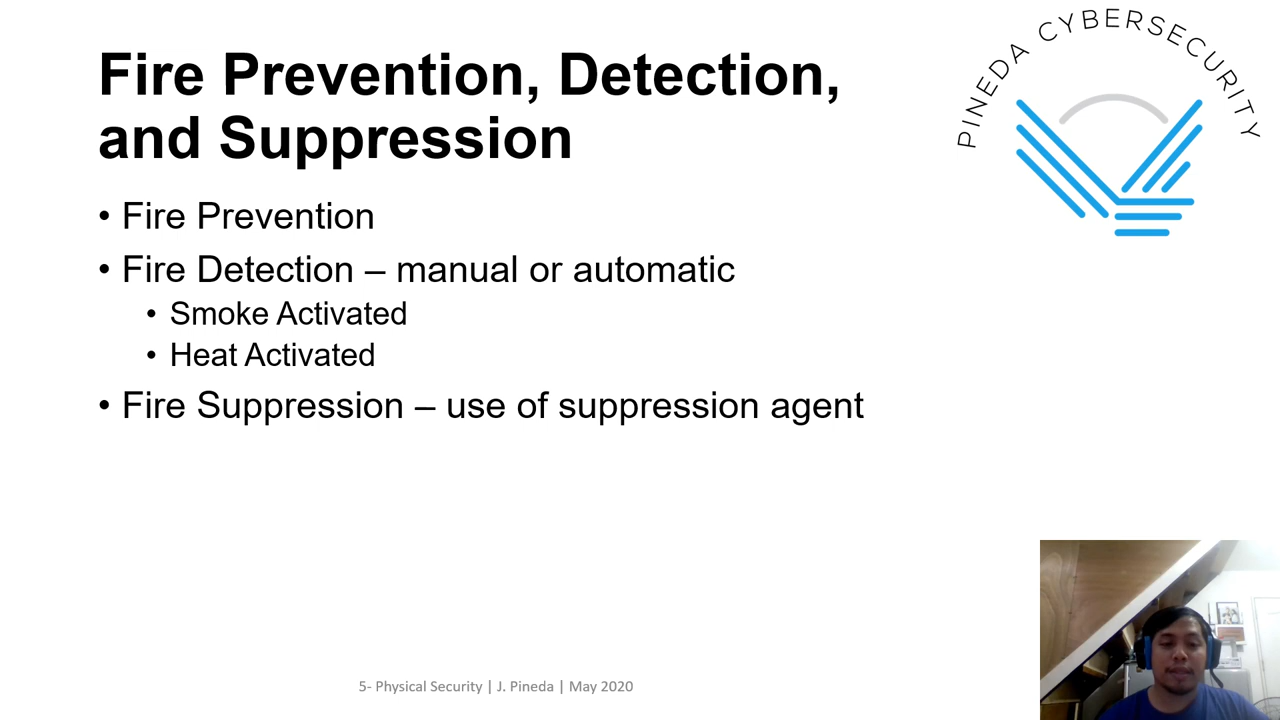 PINEDA CYBERSECURITY
Fire Prevention, Detection,
and Suppression
• Fire Prevention
• Fire Detection – manual or automatic
• Smoke Activated
• Heat Activated
• Fire Suppression – use of suppression agent
5- Physical Security | J. Pineda | May 2020